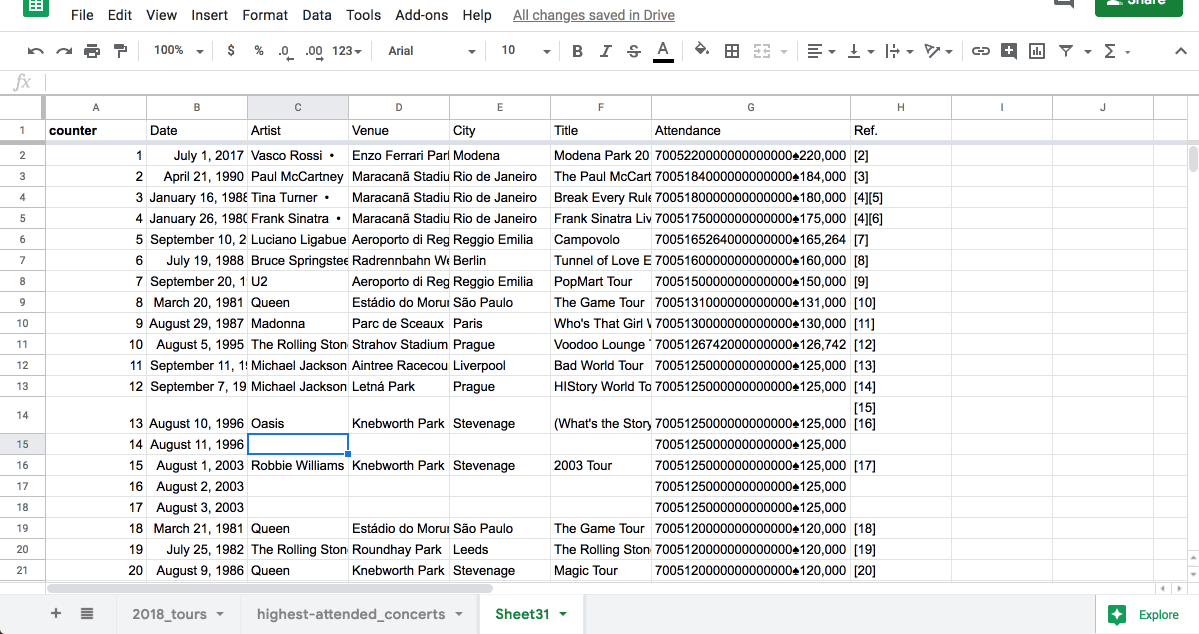 File Edit View Insert Format Data Tools Add-ons Help All changes saved in Drive Share
100% $ % .0 .00 123 Arial 10 B I S A Σ
fx
A B C D E F G H I J
1 counter Date Artist Venue City Title Attendance Ref.
2 1 July 1, 2017 Vasco Rossi • Enzo Ferrari Par Modena Modena Park 20 7005220000000000000♠220,000 [2]
3 2 April 21, 1990 Paul McCartney Maracanã Stadiu Rio de Janeiro The Paul McCart 7005184000000000000♠184,000 [3]
4 3 January 16, 1988 Tina Turner • Maracanã Stadiu Rio de Janeiro Break Every Rule 7005180000000000000♠180,000 [4][5]
5 4 January 26, 1980 Frank Sinatra • Maracanã Stadiu Rio de Janeiro Frank Sinatra Liv 7005175000000000000♠175,000 [4][6]
6 5 September 10, 2 Luciano Ligabue Aeroporto di Reg Reggio Emilia Campovolo 7005165264000000000♠165,264 [7]
7 6 July 19, 1988 Bruce Springstee Radrennbahn We Berlin Tunnel of Love E 7005160000000000000♠160,000 [8]
8 7 September 20, 1 U2 Aeroporto di Reg Reggio Emilia PopMart Tour 7005150000000000000♠150,000 [9]
9 8 March 20, 1981 Queen Estádio do Morur São Paulo The Game Tour 7005131000000000000♠131,000 [10]
10 9 August 29, 1987 Madonna Parc de Sceaux Paris Who's That Girl W 7005130000000000000♠130,000 [11]
11 10 August 5, 1995 The Rolling Ston Strahov Stadium Prague Voodoo Lounge 7005126742000000000♠126,742 [12]
12 11 September 11, 19 Michael Jackson Aintree Racecou Liverpool Bad World Tour 7005125000000000000♠125,000 [13]
13 12 September 7, 19 Michael Jackson Letná Park Prague HIStory World To 7005125000000000000♠125,000 [14]
[15]
14 13 August 10, 1996 Oasis Knebworth Park Stevenage (What's the Story 7005125000000000000♠125,000 [16]
15 14 August 11, 1996 7005125000000000000♠125,000
16 15 August 1, 2003 Robbie Williams Knebworth Park Stevenage 2003 Tour 7005125000000000000♠125,000 [17]
17 16 August 2, 2003 7005125000000000000♠125,000
18 17 August 3, 2003 7005125000000000000♠125,000
19 18 March 21, 1981 Queen Estádio do Morur São Paulo The Game Tour 7005120000000000000♠120,000 [18]
20 19 July 25, 1982 The Rolling Ston Roundhay Park Leeds The Rolling Ston 7005120000000000000♠120,000 [19]
21 20 August 9, 1986 Queen Knebworth Park Stevenage Magic Tour 7005120000000000000♠120,000 [20]
+ 2018_tours highest-attended_concerts Sheet31 Explore